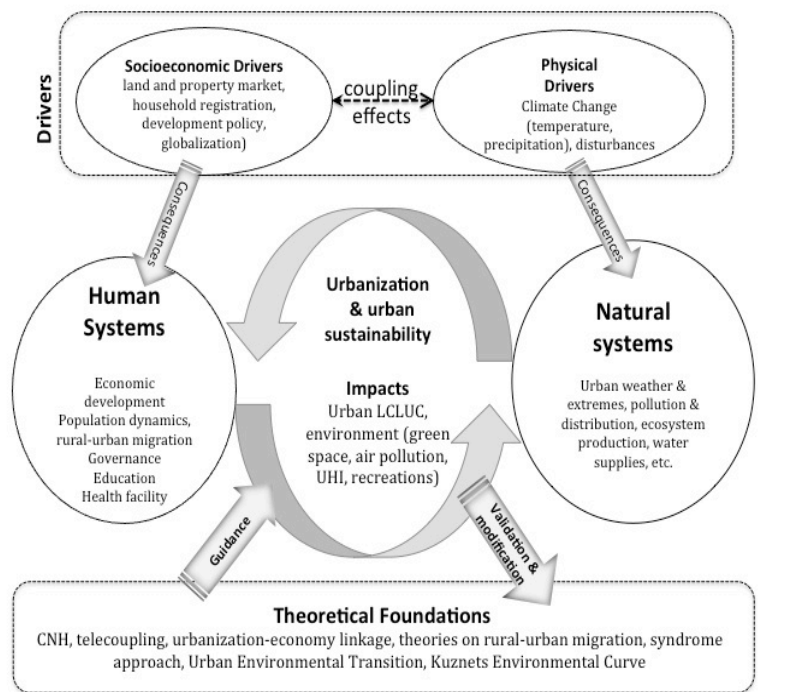 Drivers
Socioeconomic Drivers
land and property market,
household registration,
development policy,
globalization)
coupling
effects
Physical
Drivers
Climate Change
(temperature,
precipitation), disturbances
Consequences
Consequences
Human
Systems
Economic
development
Population dynamics,
rural-urban migration
Governance
Education
Health facility
Urbanization
& urban
sustainability
Impacts
Urban LCLUC,
environment (green
space, air pollution,
UHI, recreations)
Natural
systems
Urban weather &
extremes, pollution &
distribution, ecosystem
production, water
supplies, etc.
Guidance
Validation &
modification
Theoretical Foundations
CNH, telecoupling, urbanization-economy linkage, theories on rural-urban migration, syndrome
approach, Urban Environmental Transition, Kuznets Environmental Curve